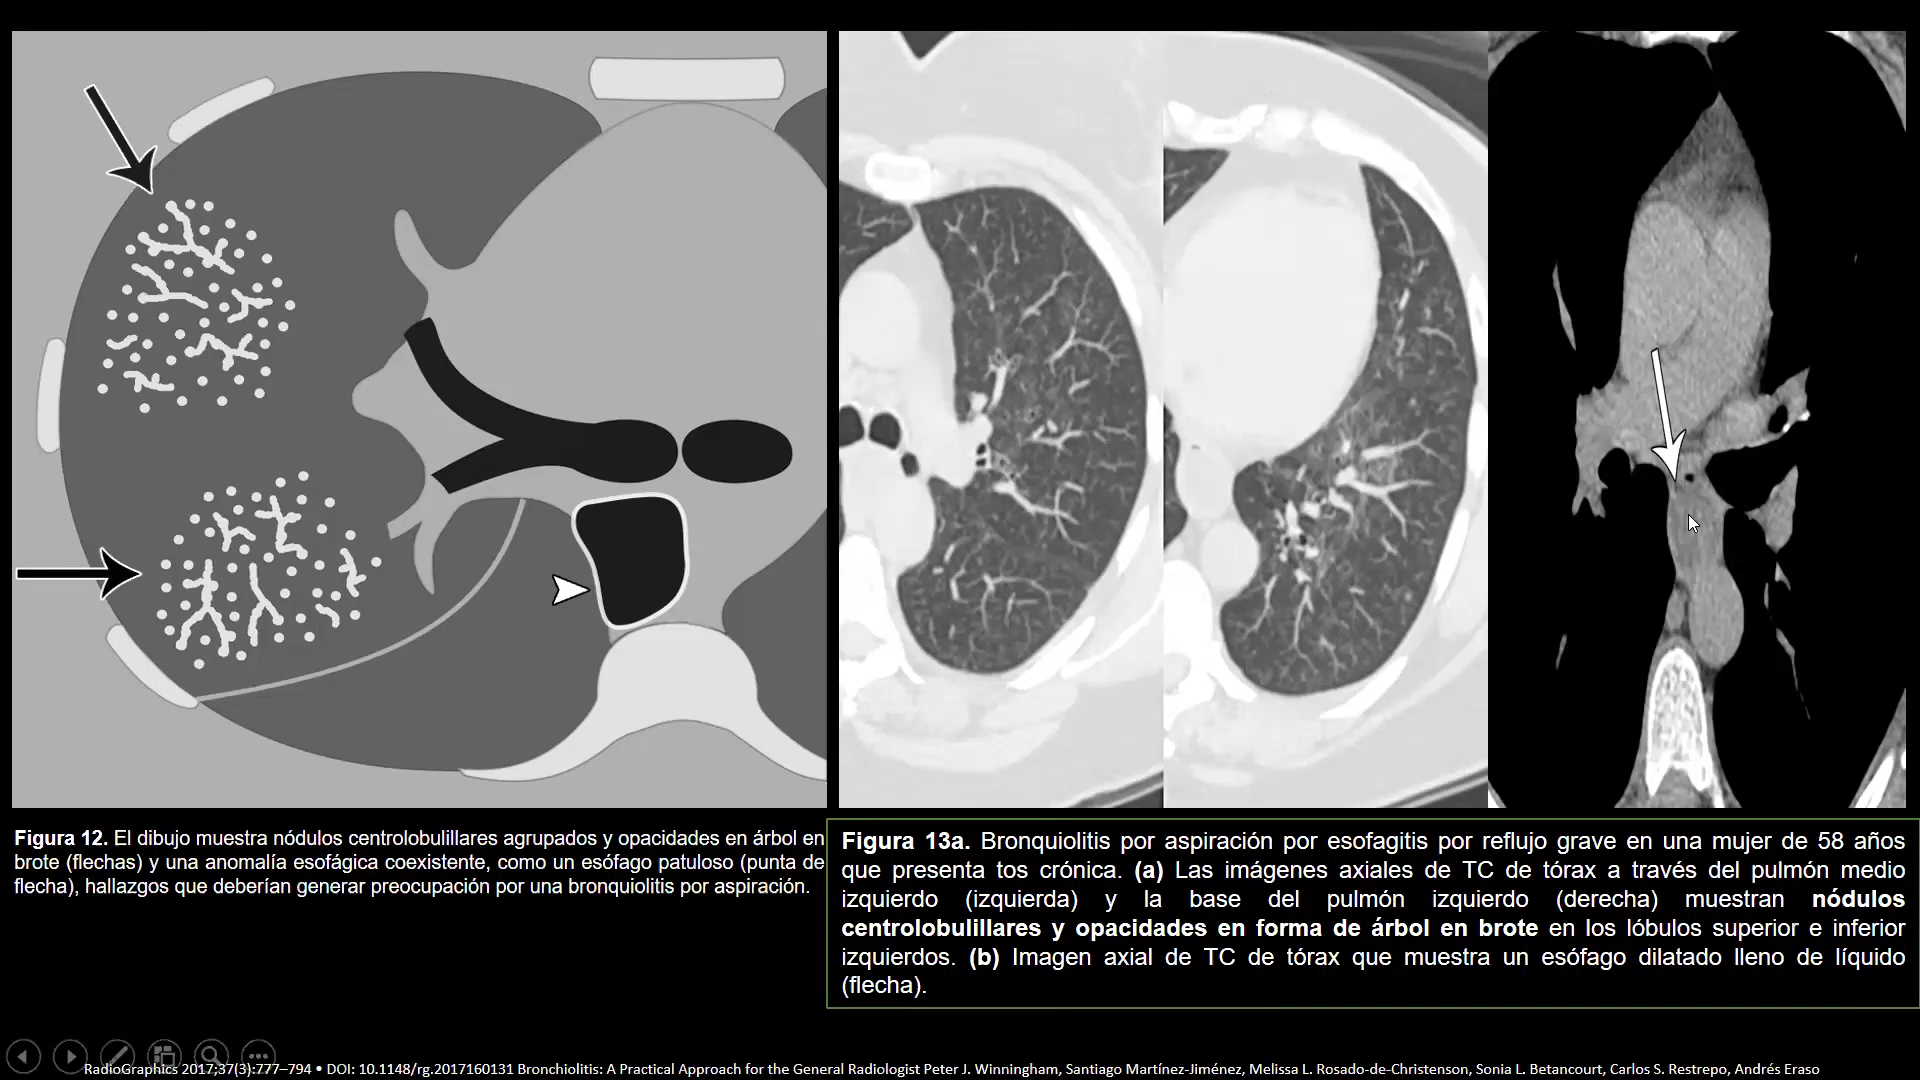 Figura 12. El dibujo muestra nódulos centrolobulillares agrupados y opacidades en árbol en
brote (flechas) y una anomalía esofágica coexistente, como un esófago patuloso (punta de
flecha), hallazgos que deberían generar preocupación por una bronquiolitis por aspiración.
Figura 13a. Bronquiolitis por aspiración por esofagitis por reflujo grave en una mujer de 58 años
que presenta tos crónica. (a) Las imágenes axiales de TC de tórax a través del pulmón medio
izquierdo (izquierda) y la base del pulmón izquierdo (derecha) muestran nódulos
centrolobulillares y opacidades en forma de árbol en brote en los lóbulos superior e inferior
izquierdos. (b) Imagen axial de TC de tórax que muestra un esófago dilatado lleno de líquido
(flecha).
RadioGraphics 2017;37(3):777–794 • DOI: 10.1148/rg.2017160131 Bronchiolitis: A Practical Approach for the General Radiologist Peter J. Winningham, Santiago Martínez-Jiménez, Melissa L. Rosado-de-Christenson, Sonia L. Betancourt, Carlos S. Restrepo, Andrés Eraso